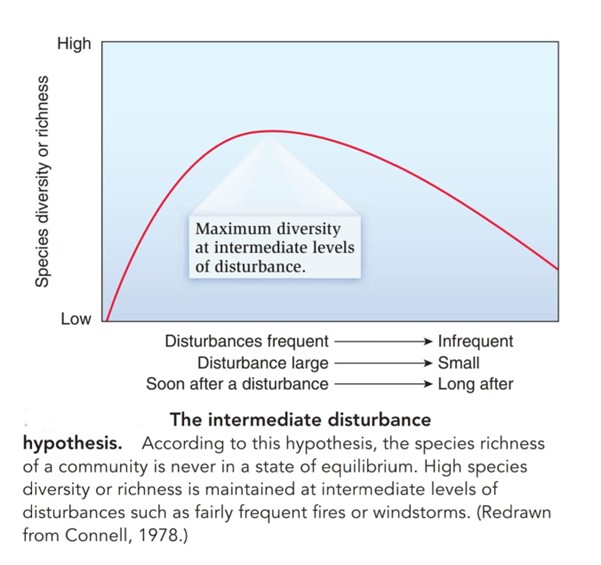 High
Species diversity or richness
Maximum diversity
at intermediate levels
of disturbance.
Low
Disturbances frequent → Infrequent
Disturbance large → Small
Soon after a disturbance → Long after
The intermediate disturbance
hypothesis. According to this hypothesis, the species richness
of a community is never in a state of equilibrium. High species
diversity or richness is maintained at intermediate levels of
disturbances such as fairly frequent fires or windstorms. (Redrawn
from Connell, 1978.)